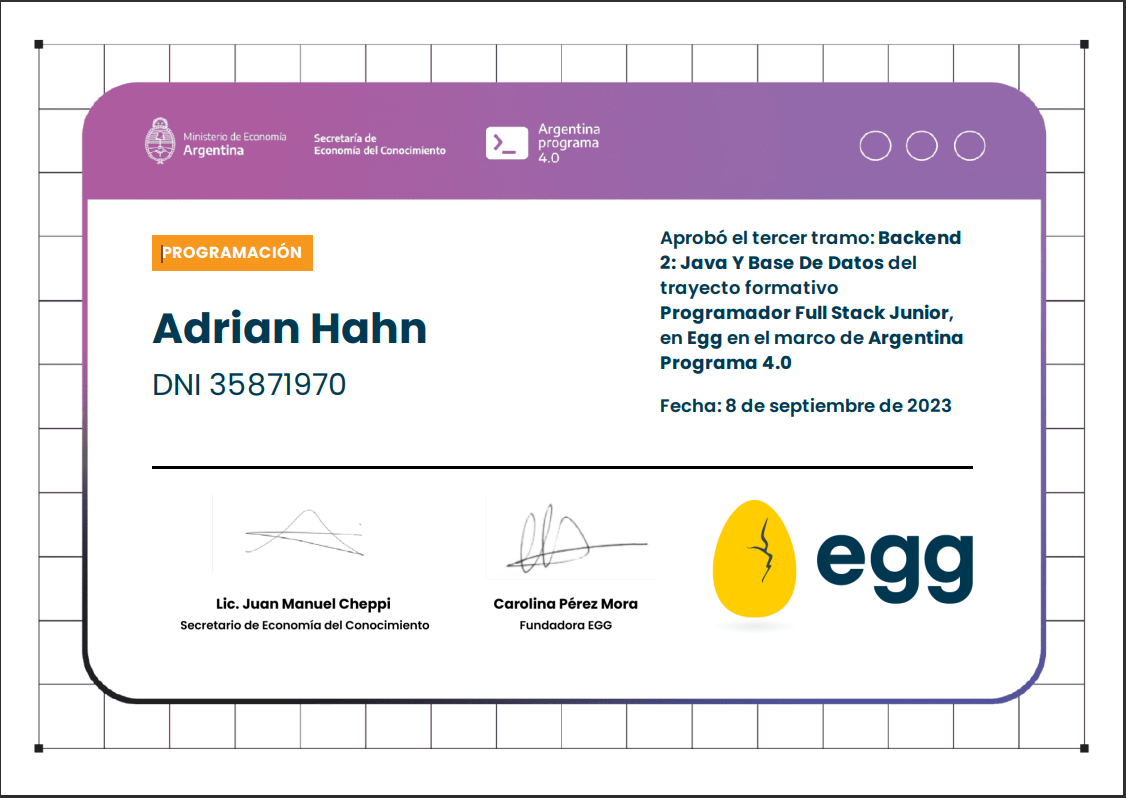 Ministerio de Economía
Argentina
Secretaría de
Economía del Conocimiento
Argentina
programa
4.0
PROGRAMACIÓN
Adrian Hahn
DNI 35871970
Aprobó el tercer tramo: Backend
2: Java Y Base De Datos del
trayecto formativo
Programador Full Stack Junior,
en Egg en el marco de Argentina
Programa 4.0
Fecha: 8 de septiembre de 2023
Lic. Juan Manuel Cheppi
Secretario de Economía del Conocimiento
Carolina Pérez Mora
Fundadora EGG
egg